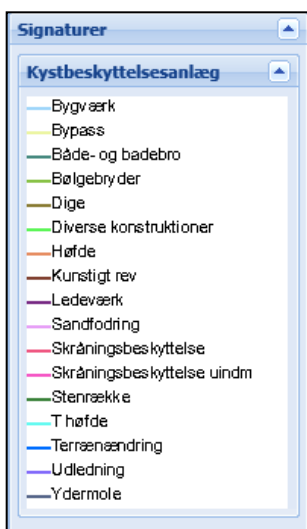 Signaturer
Kystbeskyttelsesanlæg
Bygværk
Bypass
Både- og badebro
Bølgebryder
Dige
Diverse konstruktioner
Høfde
Kunstigt rev
Ledeværk
Sandfodring
Skråningsbeskyttelse
Skråningsbeskyttelse uindm
Stenrække
T høfde
Terrænændring
Udledning
Ydermole